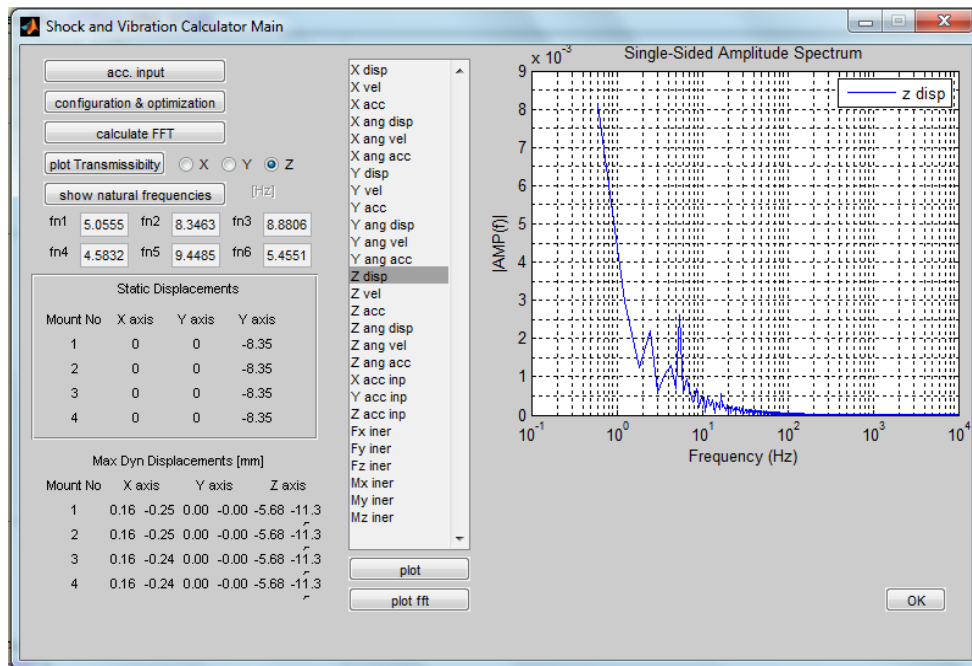 Shock and Vibration Calculator Main
acc. input
configuration & optimization
calculate FFT
plot Transmissibilty X Y Z
show natural frequencies [Hz]
fn1 5.0555 fn2 8.3463 fn3 8.8806
fn4 4.5832 fn5 9.4485 fn6 5.4551
Static Displacements
Mount No X axis Y axis Y axis
1 0 0 -8.35
2 0 0 -8.35
3 0 0 -8.35
4 0 0 -8.35
Max Dyn Displacements [mm]
Mount No X axis Y axis Z axis
1 0.16 -0.25 0.00 -0.00 -5.68 -11.3
2 0.16 -0.25 0.00 -0.00 -5.68 -11.3
3 0.16 -0.24 0.00 -0.00 -5.68 -11.3
4 0.16 -0.24 0.00 -0.00 -5.68 -11.3
X disp
X vel
X acc
X ang disp
X ang vel
X ang acc
Y disp
Y vel
Y acc
Y ang disp
Y ang vel
Y ang acc
Z disp
Z vel
Z acc
Z ang disp
Z ang vel
Z ang acc
X acc inp
Y acc inp
Z acc inp
Fx iner
Fy iner
Fz iner
Mx iner
My iner
Mz iner
plot
plot fft
x 10⁻³
Single-Sided Amplitude Spectrum
z disp
9
8
7
6
5
4
3
2
1
0
|AMP(f)|
10⁻¹ 10⁰ 10¹ 10² 10³ 10⁴
Frequency (Hz)
OK